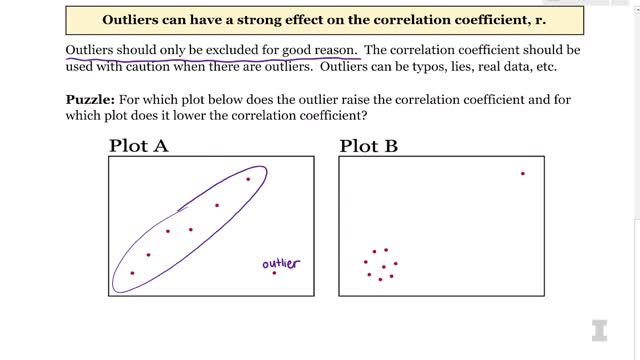 Outliers can have a strong effect on the correlation coefficient, r.
Outliers should only be excluded for good reason. The correlation coefficient should be
used with caution when there are outliers. Outliers can be typos, lies, real data, etc.
Puzzle: For which plot below does the outlier raise the correlation coefficient and for
which plot does it lower the correlation coefficient?
Plot A
Plot B
outlier
I